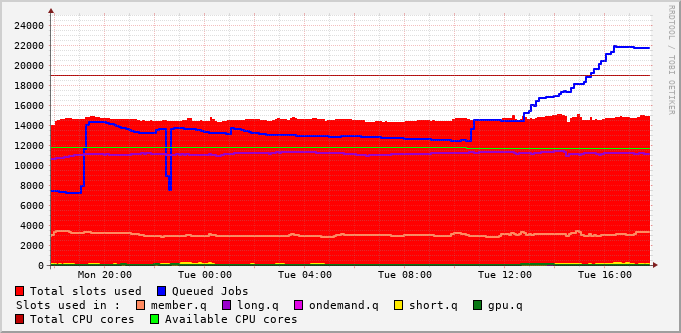 RRDTOOL / TOBI OETIKER
24000
22000
20000
18000
16000
14000
12000
10000
8000
6000
4000
2000
0
Mon 20:00 Tue 00:00 Tue 04:00 Tue 08:00 Tue 12:00 Tue 16:00
Total slots used Queued Jobs
Slots used in : member.q long.q ondemand.q short.q gpu.q
Total CPU cores Available CPU cores